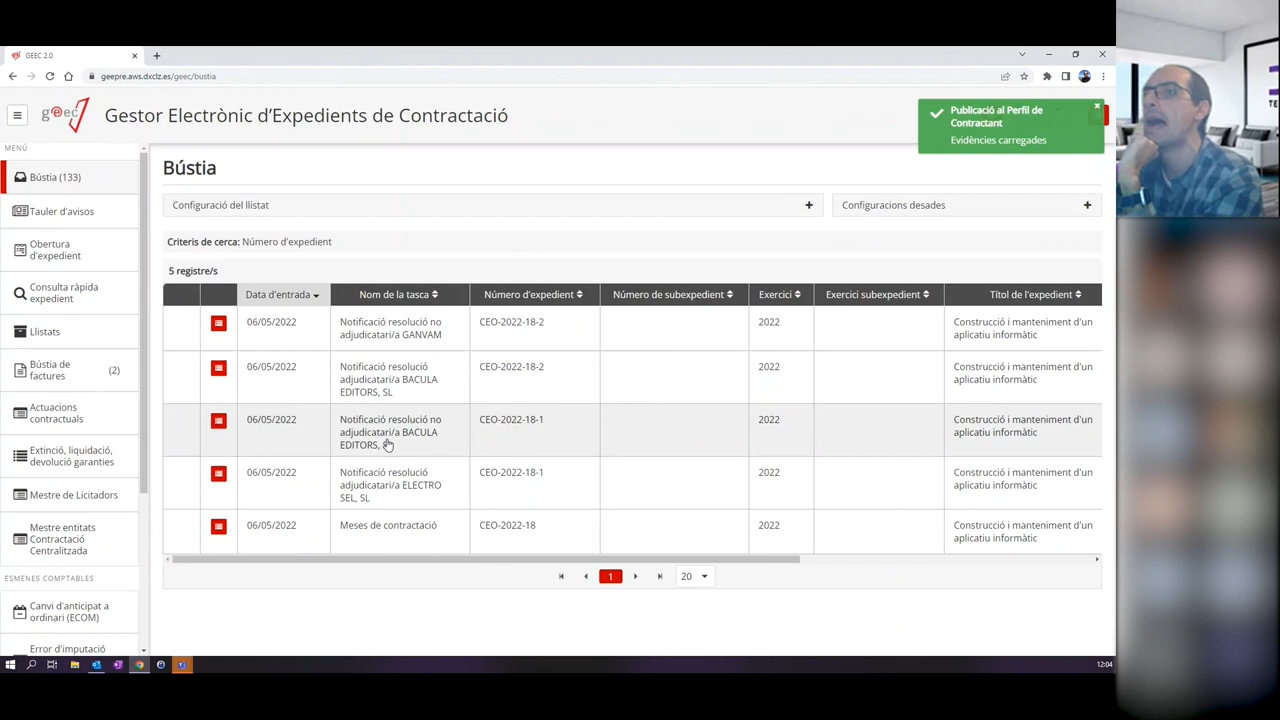 GEEC 2.0
geepre.aws.dxclz.es/geec/bustia
geec
Gestor Electrònic d'Expedients de Contractació
Publicació al Perfil de
Contractant
Evidències carregades
MENÚ
Bústia (133)
Tauler d'avisos
Obertura
d'expedient
Consulta ràpida
expedient
Llistats
Bústia de
factures
(2)
Actuacions
contractuals
Extinció, liquidació,
devolució garanties
Mestre de Licitadors
Mestre entitats
Contractació
Centralitzada
ESMENES COMPTABLES
Canvi d'anticipat a
ordinari (ECOM)
Error d'imputació
Bústia
Configuració del llistat
Configuracions desades
Criteris de cerca: Número d'expedient
5 registre/s
Data d'entrada Nom de la tasca Número d'expedient Número de subexpedient Exercici Exercici subexpedient Títol de l'expedient
06/05/2022 Notificació resolució no CEO-2022-18-2 2022 Construcció i manteniment d'un
adjudicatari/a GANVAM aplicatiu informàtic
06/05/2022 Notificació resolució CEO-2022-18-2 2022 Construcció i manteniment d'un
adjudicatari/a BACULA aplicatiu informàtic
EDITORS, SL
06/05/2022 Notificació resolució no CEO-2022-18-1 2022 Construcció i manteniment d'un
adjudicatari/a BACULA aplicatiu informàtic
EDITORS,
06/05/2022 Notificació resolució CEO-2022-18-1 2022 Construcció i manteniment d'un
adjudicatari/a ELECTRO aplicatiu informàtic
SEL, SL
06/05/2022 Meses de contractació CEO-2022-18 2022 Construcció i manteniment d'un
aplicatiu informàtic
1
20
12:04